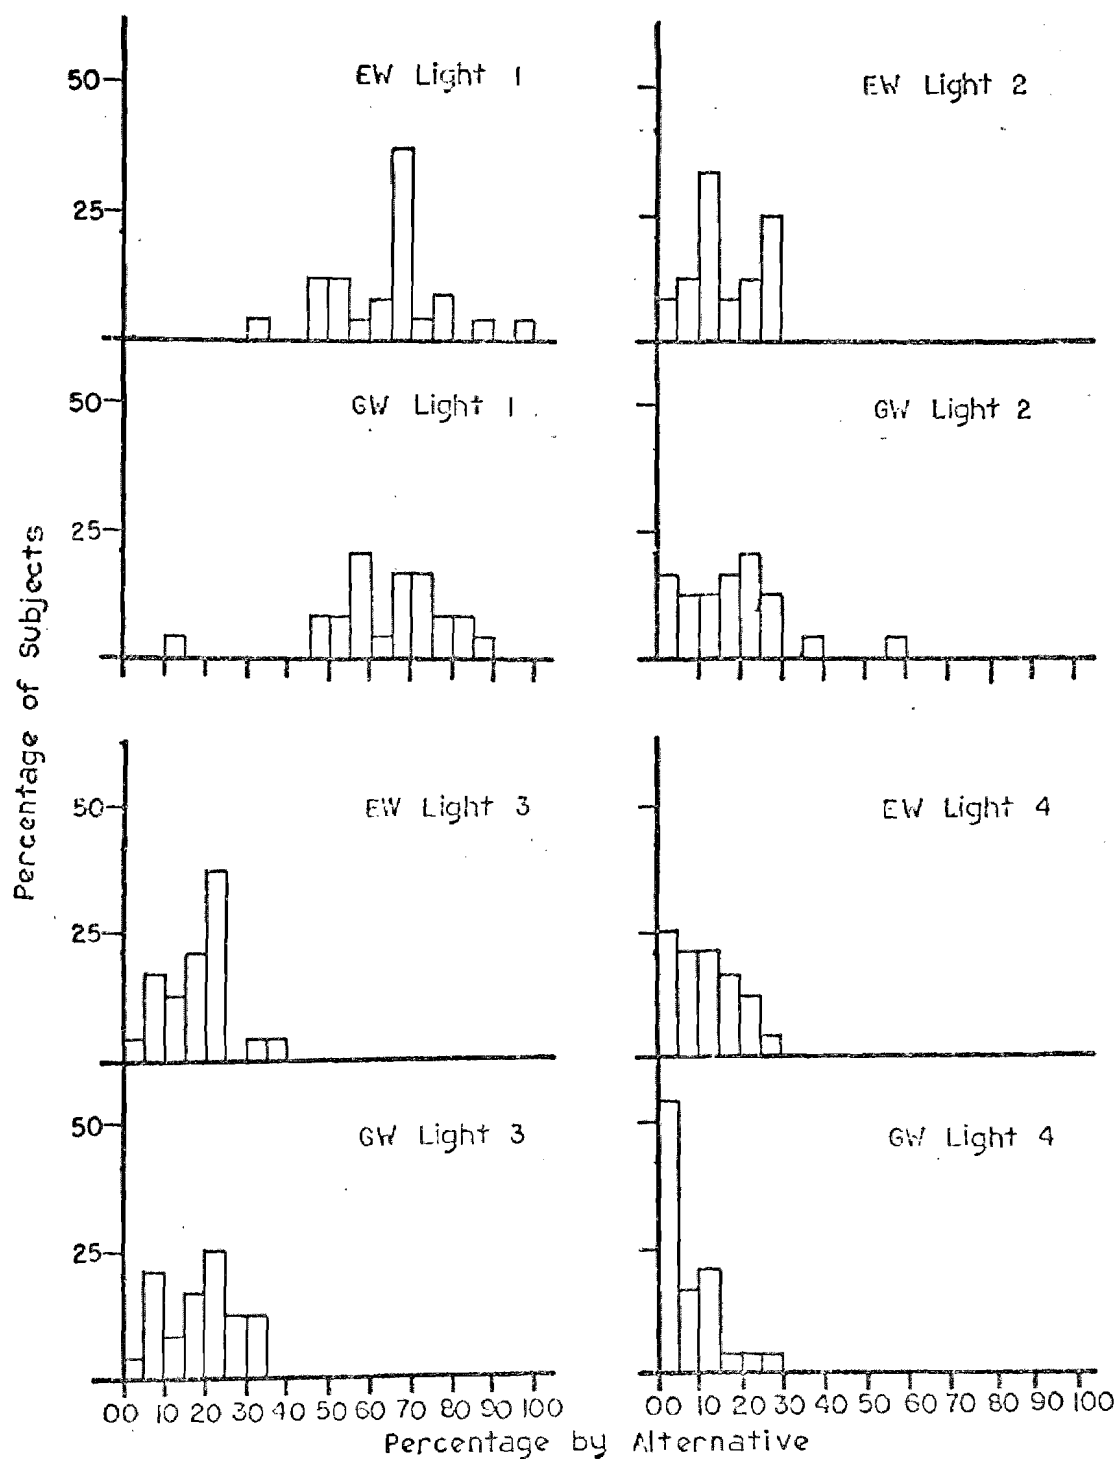 EW Light 1
50
25
EW Light 2
GW Light 1
50
25
GW Light 2
Percentage of Subjects
EW Light 3
50
25
EW Light 4
GW Light 3
50
25
00 10 20 30 40 50 60 70 80 90 100
GW Light 4
00 10 20 30 40 50 60 70 80 90 100
Percentage by Alternative